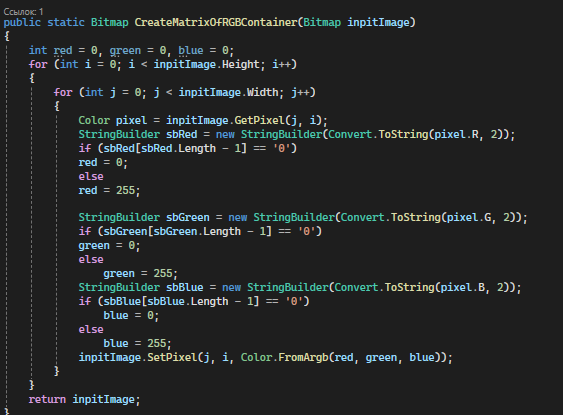 Ссылок: 1
public static Bitmap CreateMatrixOfRGBContainer(Bitmap inpitImage)
{
    int red = 0, green = 0, blue = 0;
    for (int i = 0; i < inpitImage.Height; i++)
    {
        for (int j = 0; j < inpitImage.Width; j++)
        {
            Color pixel = inpitImage.GetPixel(j, i);
            StringBuilder sbRed = new StringBuilder(Convert.ToString(pixel.R, 2));
            if (sbRed[sbRed.Length - 1] == '0')
            red = 0;
            else
            red = 255;

            StringBuilder sbGreen = new StringBuilder(Convert.ToString(pixel.G, 2));
            if (sbGreen[sbGreen.Length - 1] == '0')
            green = 0;
            else
                green = 255;
            StringBuilder sbBlue = new StringBuilder(Convert.ToString(pixel.B, 2));
            if (sbBlue[sbBlue.Length - 1] == '0')
                blue = 0;
            else
                blue = 255;
            inpitImage.SetPixel(j, i, Color.FromArgb(red, green, blue));
        }
    }
    return inpitImage;
}